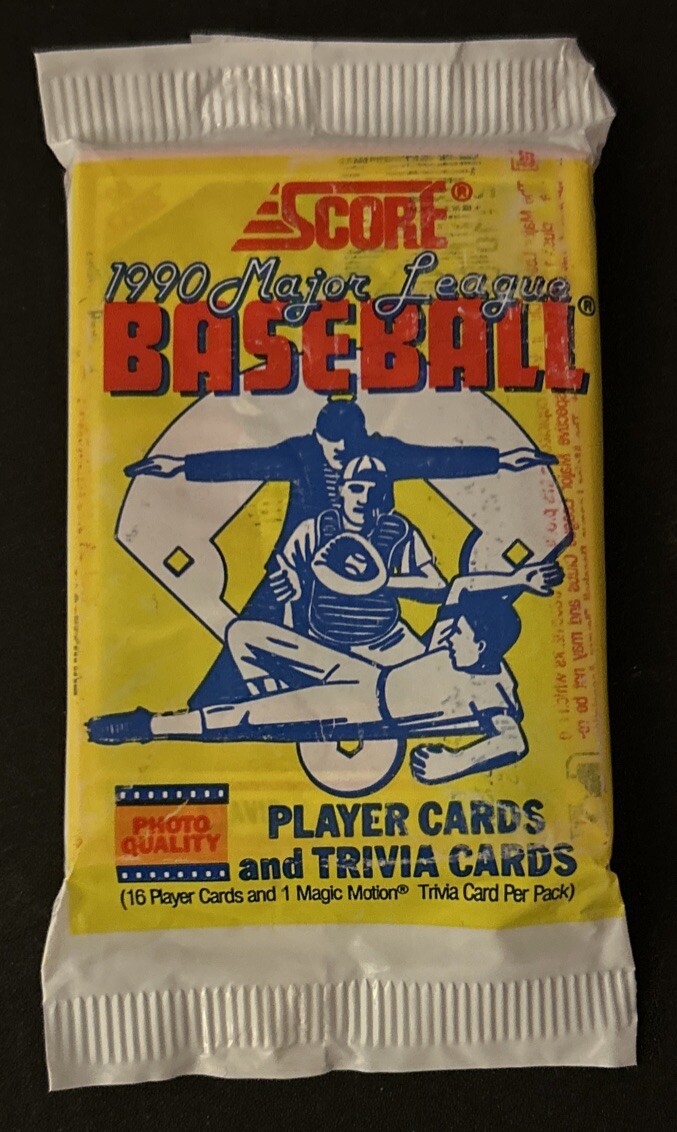 SCORE®
1990 Major League
BASEBALL®
PHOTO
QUALITY
PLAYER CARDS
and TRIVIA CARDS
(16 Player Cards and 1 Magic Motion® Trivia Card Per Pack)